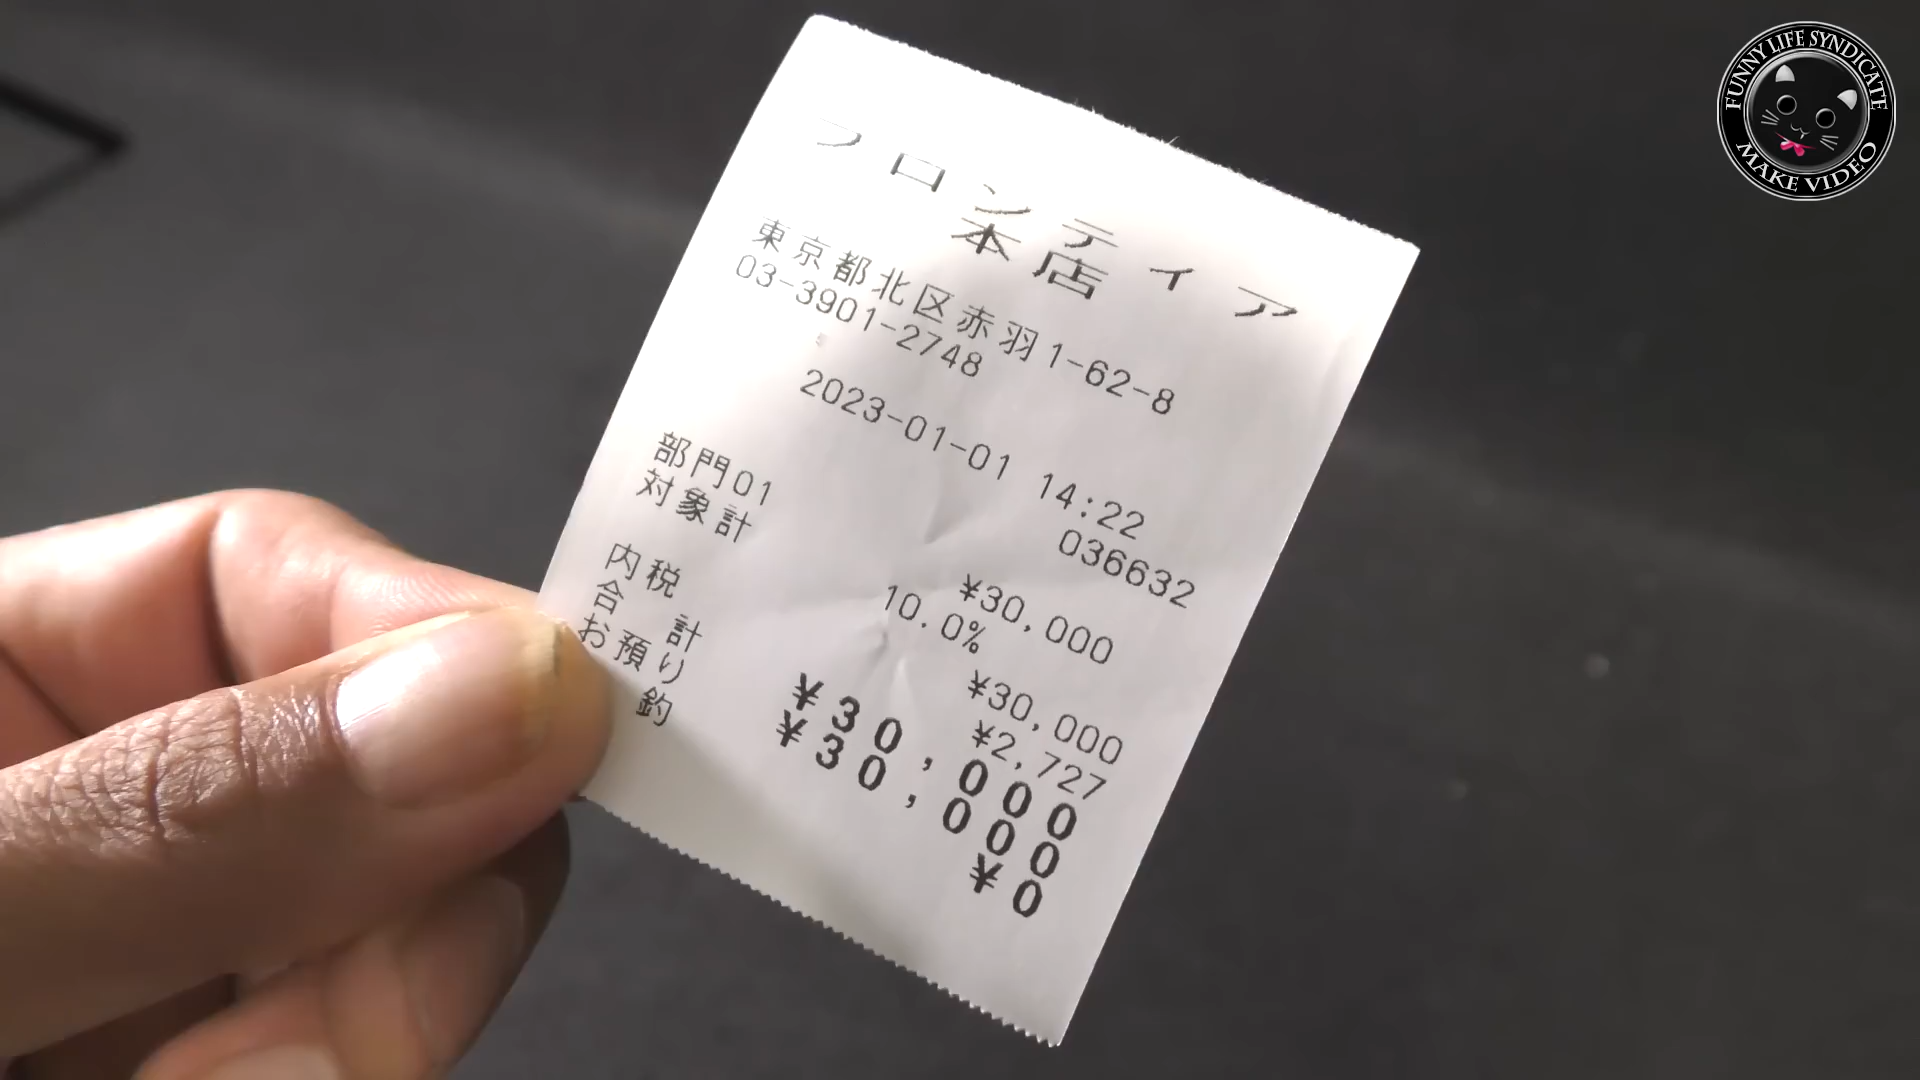 フロンティア
本店
東京都北区赤羽1-62-8
03-3901-2748
2023-01-01 14:22
036632
部門01 ¥30,000
対象計 10.0%
¥30,000
内税 ¥2,727
合計 ¥30,000
お預り ¥30,000
釣 ¥0
FUNNY LIFE SYNDICATE
MAKE VIDEO